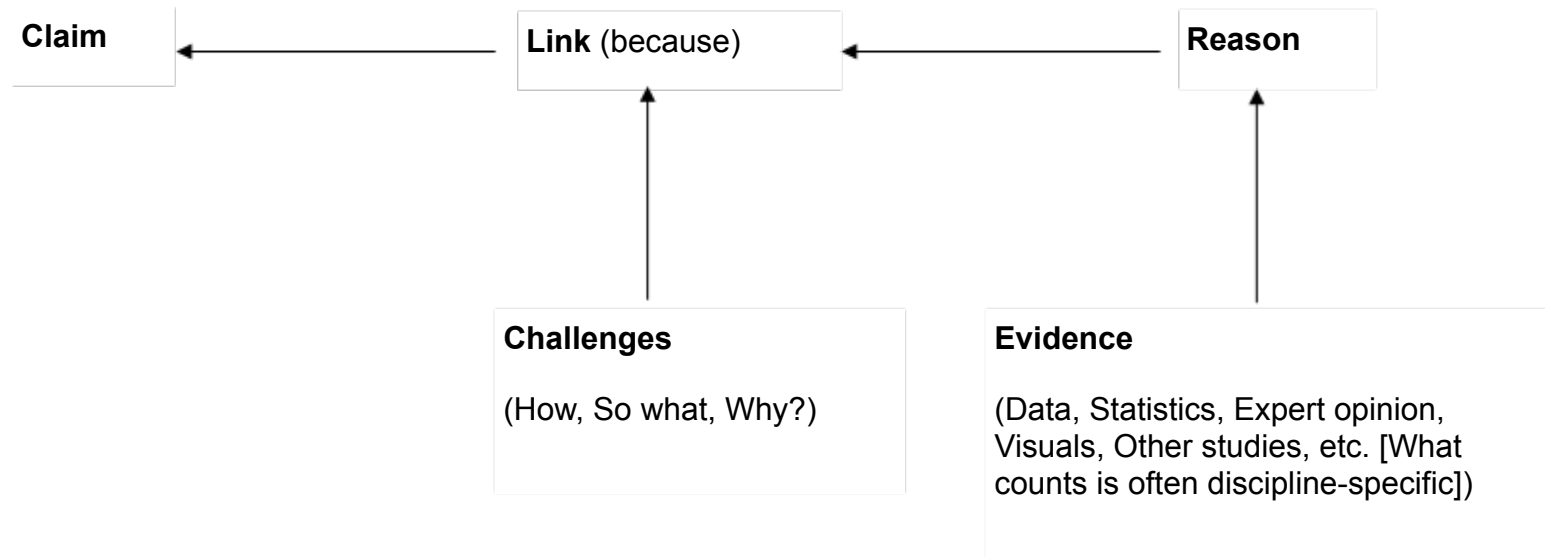 Claim
Link (because)
Reason
Challenges
(How, So what, Why?)
Evidence
(Data, Statistics, Expert opinion,
Visuals, Other studies, etc. [What
counts is often discipline-specific])